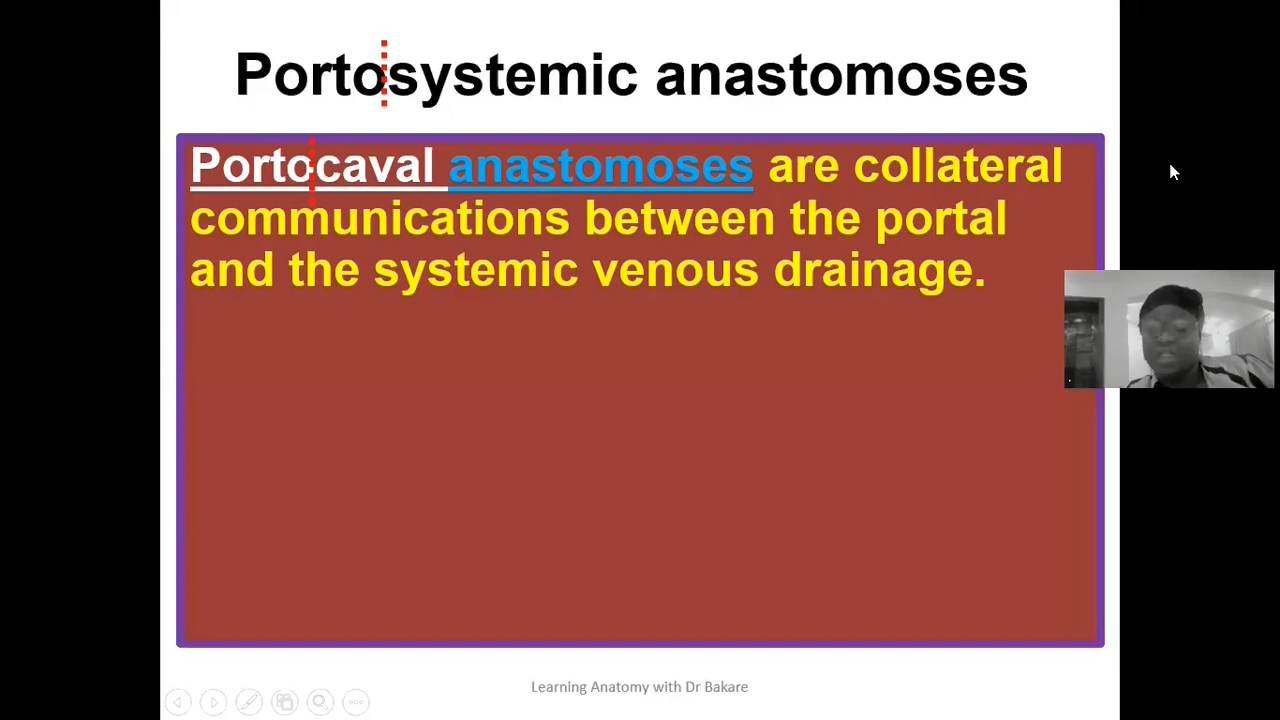 Portosystemic anastomoses
Portocaval anastomoses are collateral
communications between the portal
and the systemic venous drainage.
Learning Anatomy with Dr Bakare